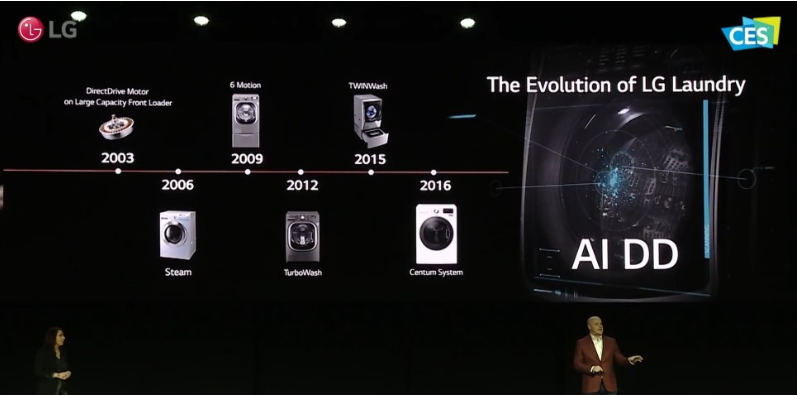 LG
CES
The Evolution of LG Laundry
DirectDrive Motor
on Large Capacity Front Loader
2003
2006
Steam
6 Motion
2009
2012
TurboWash
TWINWash
2015
2016
Centum System
AI DD